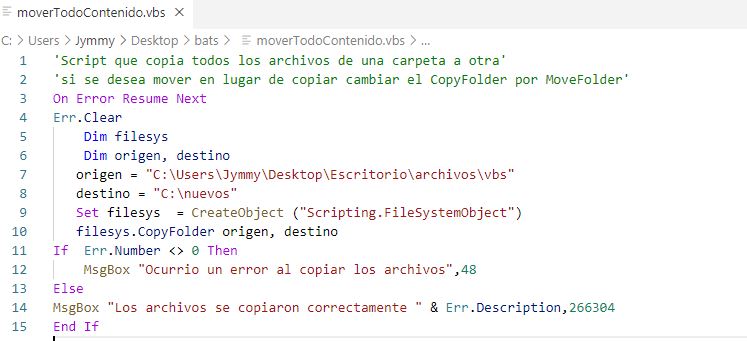 moverTodoContenido.vbs ×
C: > Users > Jymmy > Desktop > bats > moverTodoContenido.vbs > ...
1 'Script que copia todos los archivos de una carpeta a otra'
2 'si se desea mover en lugar de copiar cambiar el CopyFolder por MoveFolder'
3 On Error Resume Next
4 Err.Clear
5 Dim filesys
6 Dim origen, destino
7 origen = "C:\Users\Jymmy\Desktop\Escritorio\archivos\vbs"
8 destino = "C:\nuevos"
9 Set filesys  = CreateObject ("Scripting.FileSystemObject")
10 filesys.CopyFolder origen, destino
11 If  Err.Number <> 0 Then
12 MsgBox "Ocurrio un error al copiar los archivos",48
13 Else
14 MsgBox "Los archivos se copiaron correctamente " & Err.Description,266304
15 End If